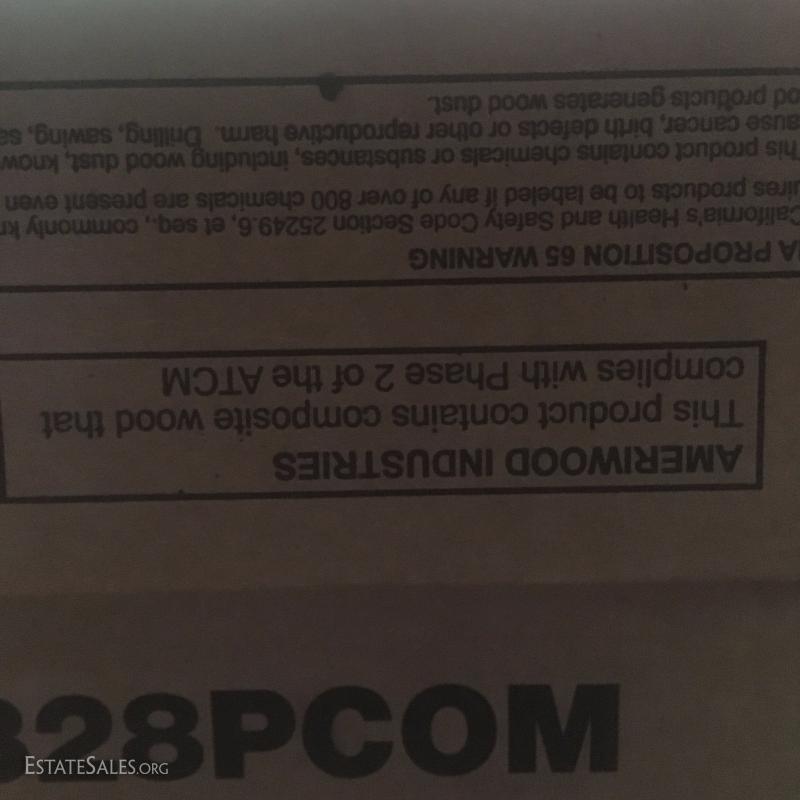 AMERIWOOD INDUSTRIES
This product contains composite wood that
complies with Phase 2 of the ATCM
PROPOSITION 65 WARNING
California's Health and Safety Code Section 25249.6, et seq., commonly
products to be labeled if any of over 800 chemicals are present even
This product contains chemicals or substances, including wood dust,
cancer, birth defects or other reproductive harm. Drilling, sawing,
products generates wood dust.
28PCOM
ESTATESALES.ORG